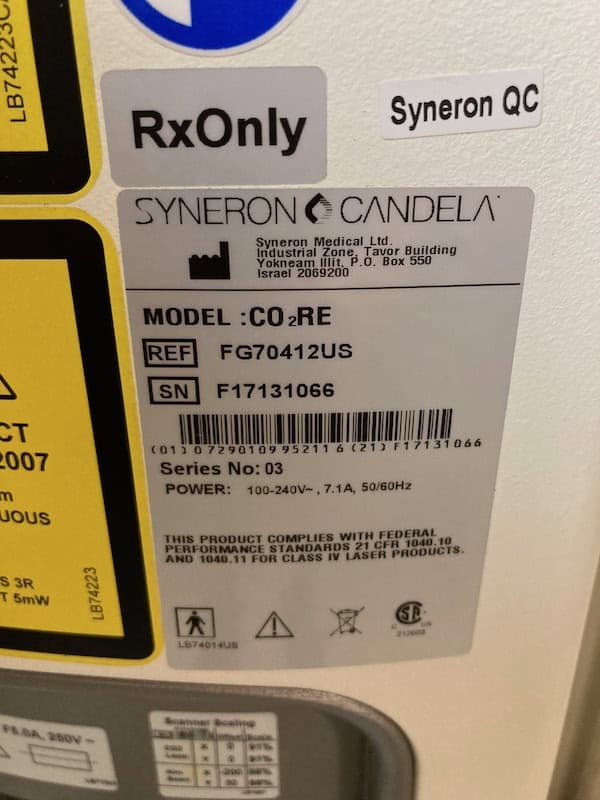 LB74223C
RxOnly
Syneron QC
SYNERON CANDELA
Syneron Medical Ltd.
Industrial Zone, Tavor Building
Yokneam Illit, P.O. Box 550
Israel 2069200
MODEL :CO2RE
REF FG70412US
SN F17131066
(01) 07290109952116 (21) F17131066
Series No: 03
POWER: 100-240V~, 7.1A, 50/60Hz
THIS PRODUCT COMPLIES WITH FEDERAL
PERFORMANCE STANDARDS 21 CFR 1040.10
AND 1040.11 FOR CLASS IV LASER PRODUCTS.
LB74014US
CT
2007
m
UOUS
S 3R
T 5mW
LB74223
F8.0A, 250V~
Scanner Scaling